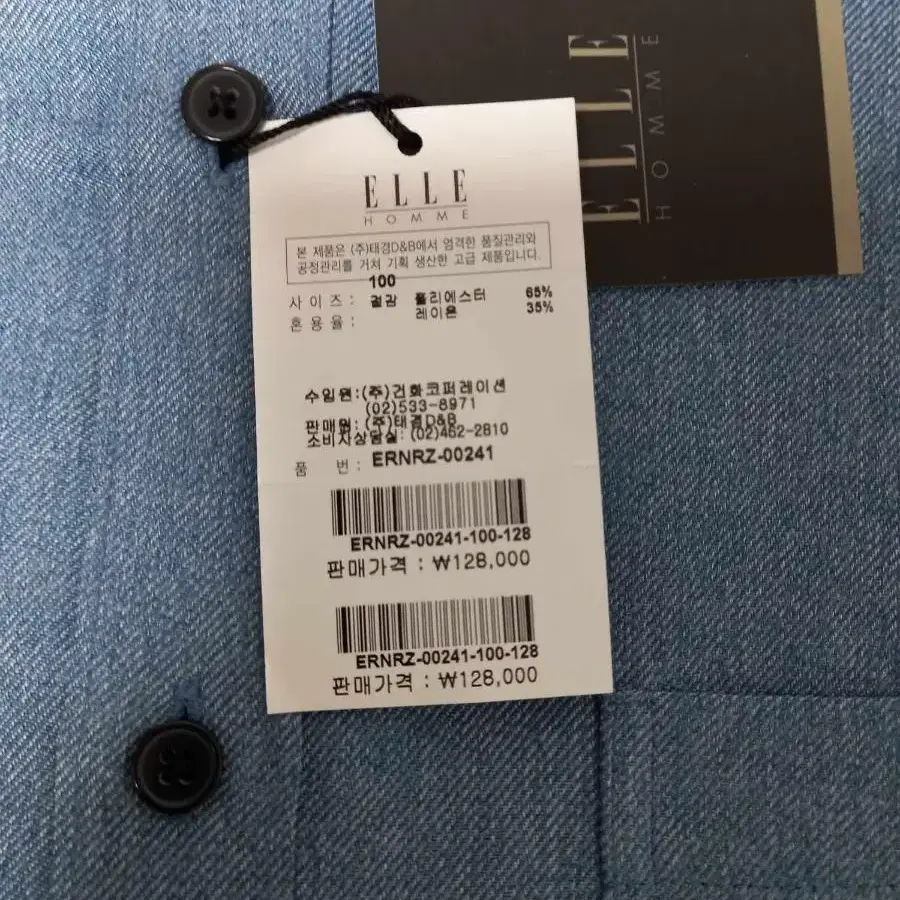 ELLE
HOMME
ELLE
HOMME
본 제품은 (주)태경D&B에서 엄격한 품질관리와
공정관리를 거쳐 기획 생산한 고급 제품입니다.
100
사 이 즈 : 겉감 폴리에스터 65%
혼 용 율 : 레이온 35%
수입원:(주)건화코퍼레이션
(02)533-8971
판매원: (주)태경D&B
소비자상담실: (02)462-2810
품 번 : ERNRZ-00241
ERNRZ-00241-100-128
판매가격 : ₩128,000
ERNRZ-00241-100-128
판매가격 : ₩128,000